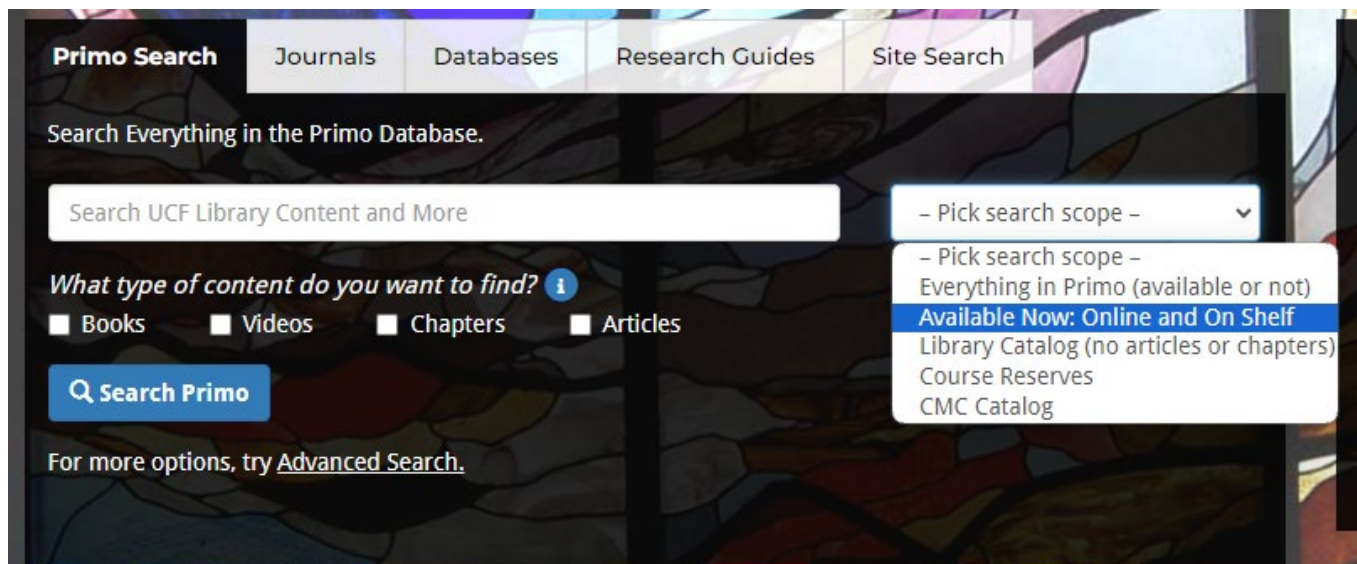 Primo Search Journals Databases Research Guides Site Search
Search Everything in the Primo Database.
Search UCF Library Content and More
– Pick search scope –
– Pick search scope –
Everything in Primo (available or not)
Available Now: Online and On Shelf
Library Catalog (no articles or chapters)
Course Reserves
CMC Catalog
What type of content do you want to find? i
Books Videos Chapters Articles
Search Primo
For more options, try Advanced Search.